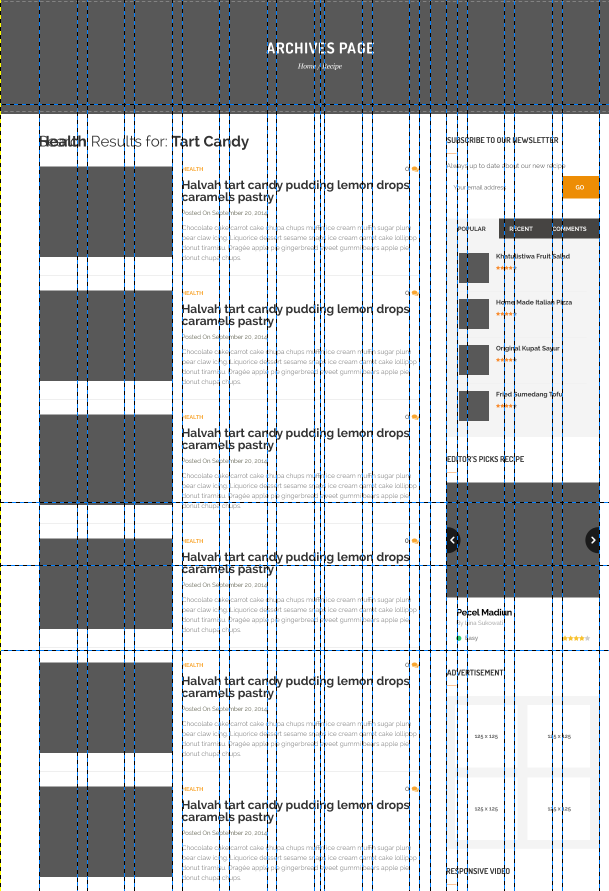 ARCHIVES PAGE
Home / Recipe
Health Results for: Tart Candy
HEALTH
Halvah tart candy pudding lemon drops
caramels pastry
Posted On September 20, 2014
Chocolate cake carrot cake chupa chups muffin sugar plum
bear claw icing. Liquorice dessert sesame snaps ice cream carrot cake lollipop
donut tiramisu. Dragée apple pie gingerbread sweet gummi bears apple pie
donut chupa chups.
HEALTH
Halvah tart candy pudding lemon drops
caramels pastry
Posted On September 20, 2014
Chocolate cake carrot cake chupa chups muffin ice cream muffin sugar plum
bear claw icing. Liquorice dessert sesame snaps ice cream carrot cake lollipop
donut tiramisu. Dragée apple pie gingerbread sweet gummi bears apple pie
donut chupa chups.
HEALTH
Halvah tart candy pudding lemon drops
caramels pastry
Posted On September 20, 2014
Chocolate cake carrot cake chupa chups muffin ice cream muffin sugar plum
bear claw icing. Liquorice dessert sesame snaps ice cream carrot cake lollipop
donut tiramisu. Dragée apple pie gingerbread sweet gummi bears apple pie
donut chupa chups.
HEALTH
Halvah tart candy pudding lemon drops
caramels pastry
Posted On September 20, 2014
Chocolate cake carrot cake chupa chups muffin ice cream muffin sugar plum
bear claw icing. Liquorice dessert sesame snaps ice cream carrot cake lollipop
donut tiramisu. Dragée apple pie gingerbread sweet gummi bears apple pie
donut chupa chups.
HEALTH
Halvah tart candy pudding lemon drops
caramels pastry
Posted On September 20, 2014
Chocolate cake carrot cake chupa chups muffin ice cream muffin sugar plum
bear claw icing. Liquorice dessert sesame snaps ice cream carrot cake lollipop
donut tiramisu. Dragée apple pie gingerbread sweet gummi bears apple pie
donut chupa chups.
HEALTH
Halvah tart candy pudding lemon drops
caramels pastry
Posted On September 20, 2014
Chocolate cake carrot cake chupa chups muffin ice cream muffin sugar plum
bear claw icing. Liquorice dessert sesame snaps ice cream carrot cake lollipop
donut tiramisu. Dragée apple pie gingerbread sweet gummi bears apple pie
donut chupa chups.
SUBSCRIBE TO OUR NEWSLETTER
Always up to date about our new recipe
Your email address
GO
POPULAR RECENT COMMENTS
Khatulistiwa Fruit Salad
Home Made Italian Pizza
Original Kupat Sayur
Fried Sumedang Tofu
EDITOR'S PICKS RECIPE
Pecel Madiun
Easy
ADVERTISEMENT
125 x 125
125 x 125
125 x 125
125 x 125
RESPONSIVE VIDEO